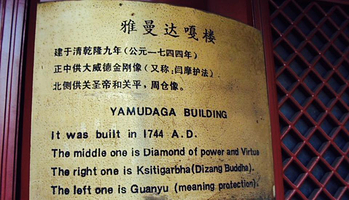 雅曼达嘎楼
建于清乾隆九年（公元一七四四年）
正中供大威德金刚像（又称：闫摩护法）
北侧供关圣帝和关平，周仓像。
YAMUDAGA BUILDING
It was built in 1744 A.D.
The middle one is Diamond of power and Virtue
The right one is Ksitigarbha(Dizang Buddha).
The left one is Guanyu (meaning protection).